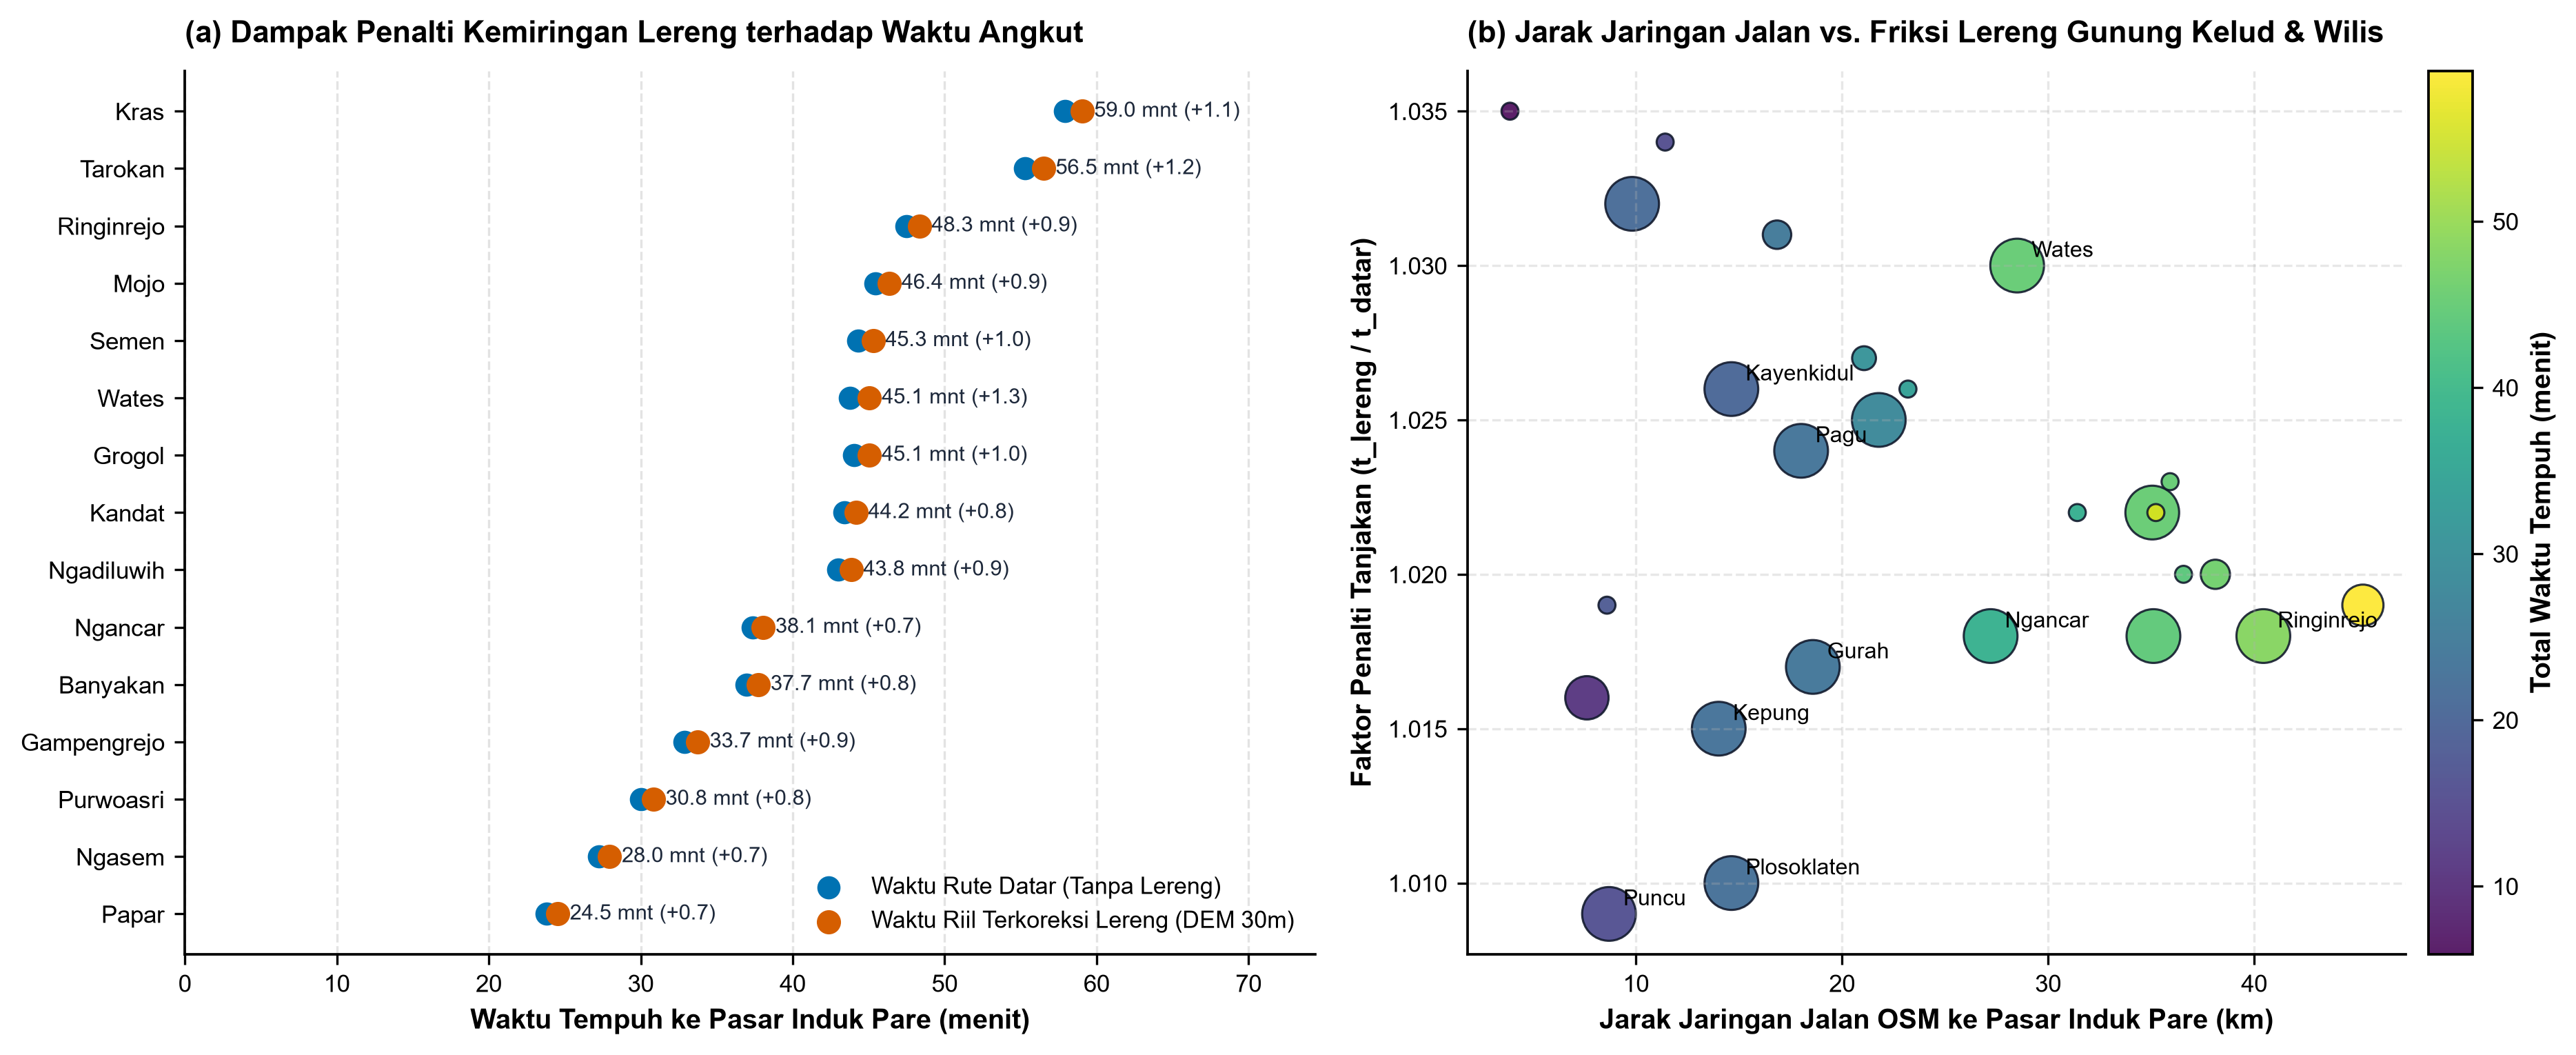 (a) Dampak Penalti Kemiringan Lereng terhadap Waktu Angkut
Kras
59.0 mnt (+1.1)
Tarokan
56.5 mnt (+1.2)
Ringinrejo
48.3 mnt (+0.9)
Mojo
46.4 mnt (+0.9)
Semen
45.3 mnt (+1.0)
Wates
45.1 mnt (+1.3)
Grogol
45.1 mnt (+1.0)
Kandat
44.2 mnt (+0.8)
Ngadiluwih
43.8 mnt (+0.9)
Ngancar
38.1 mnt (+0.7)
Banyakan
37.7 mnt (+0.8)
Gampengrejo
33.7 mnt (+0.9)
Purwoasri
30.8 mnt (+0.8)
Ngasem
28.0 mnt (+0.7)
Papar
24.5 mnt (+0.7)
Waktu Rute Datar (Tanpa Lereng)
Waktu Riil Terkoreksi Lereng (DEM 30m)
0 10 20 30 40 50 60 70
Waktu Tempuh ke Pasar Induk Pare (menit)
(b) Jarak Jaringan Jalan vs. Friksi Lereng Gunung Kelud & Wilis
Faktor Penalti Tanjakan (t_lereng / t_datar)
1.035
1.030
1.025
1.020
1.015
1.010
Wates
Kayenkidul
Pagu
Ngancar
Ringinrejo
Gurah
Kepung
Plosoklaten
Puncu
10 20 30 40
Jarak Jaringan Jalan OSM ke Pasar Induk Pare (km)
50
40
30
20
10
Total Waktu Tempuh (menit)